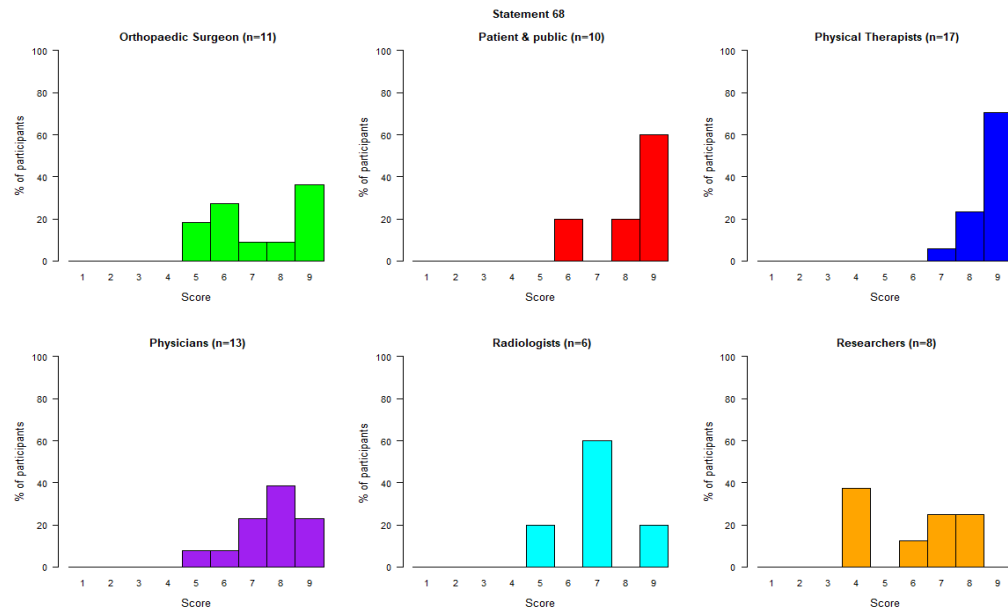 Statement 68
Orthopaedic Surgeon (n=11)
% of participants
100
80
60
40
20
0
1 2 3 4 5 6 7 8 9
Score
Patient & public (n=10)
% of participants
100
80
60
40
20
0
1 2 3 4 5 6 7 8 9
Score
Physical Therapists (n=17)
% of participants
100
80
60
40
20
0
1 2 3 4 5 6 7 8 9
Score
Physicians (n=13)
% of participants
100
80
60
40
20
0
1 2 3 4 5 6 7 8 9
Score
Radiologists (n=6)
% of participants
100
80
60
40
20
0
1 2 3 4 5 6 7 8 9
Score
Researchers (n=8)
% of participants
100
80
60
40
20
0
1 2 3 4 5 6 7 8 9
Score